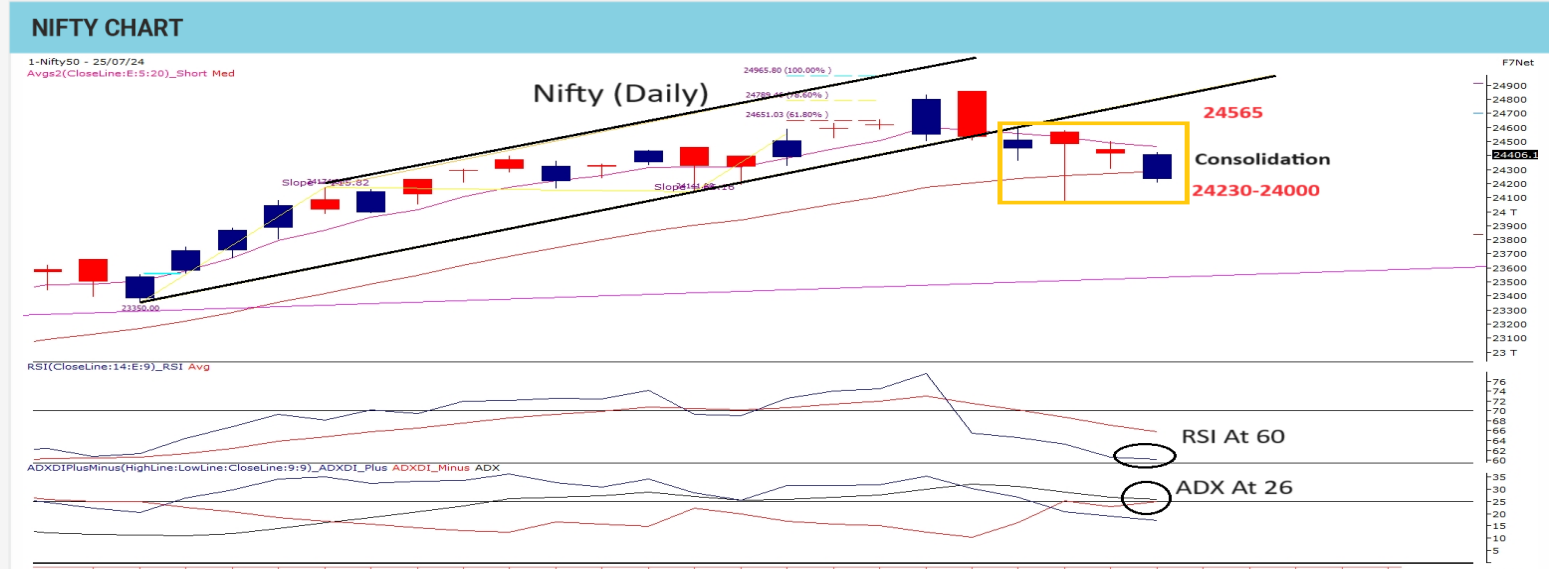 NIFTY CHART
1-Nifty50 - 25/07/24
Avgs2(CloseLine:E:5:20)_Short Med
F7Net
Nifty (Daily)
24965.80 (100.00% )
24651.03 (61.80% )
24565
Consolidation
24230-24000
23350.00
24900
24800
24700
24600
24500
24406.1
24300
24200
24100
24 T
23900
23800
23700
23600
23500
23400
23300
23200
23100
23 T
RSI(CloseLine:14:E:9)_RSI Avg
76
74
72
70
68
66
64
62
60
RSI At 60
ADXDIPlusMinus(HighLine:LowLine:CloseLine:9:9)_ADXDI_Plus ADXDI_Minus ADX
35
30
25
20
15
10
5
ADX At 26